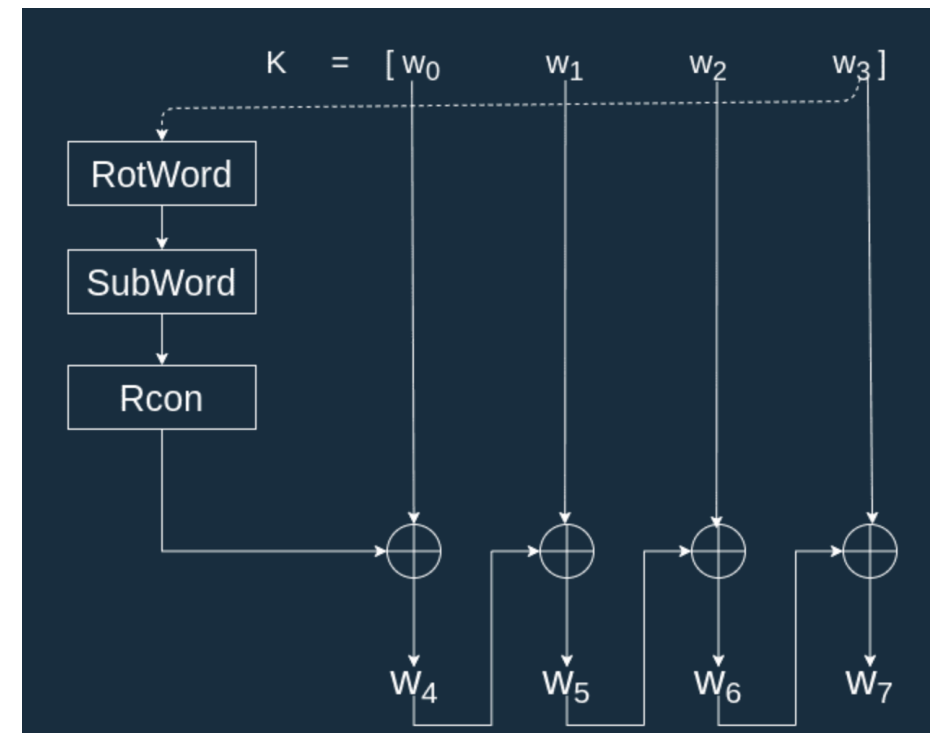 K = [ w₀ w₁ w₂ w₃ ]
RotWord
SubWord
Rcon
w₄ w₅ w₆ w₇